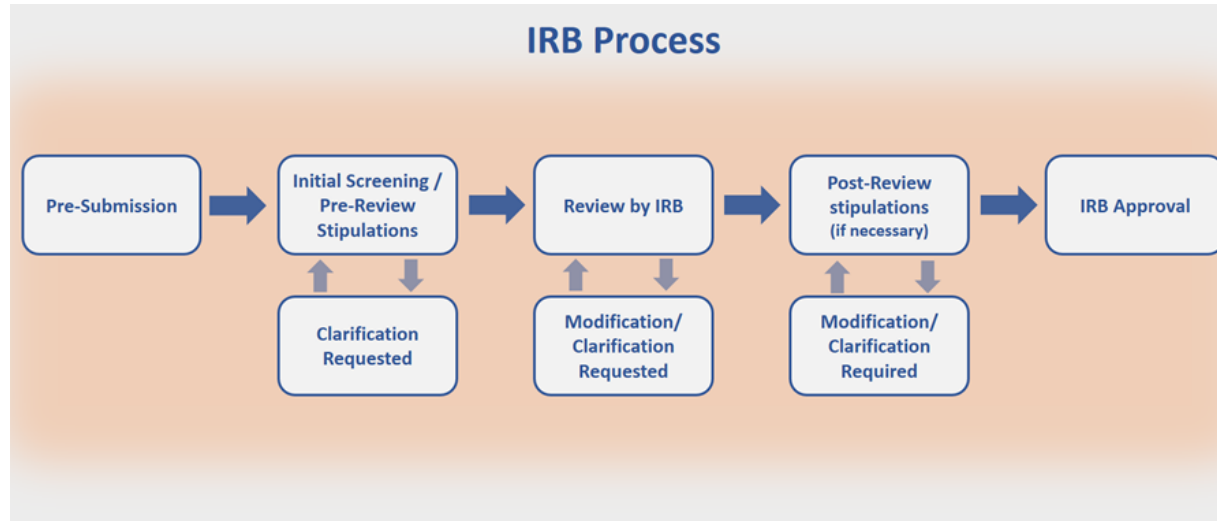 IRB Process
Pre-Submission
Initial Screening /
Pre-Review
Stipulations
Review by IRB
Post-Review
stipulations
(if necessary)
IRB Approval
Clarification
Requested
Modification/
Clarification
Requested
Modification/
Clarification
Required